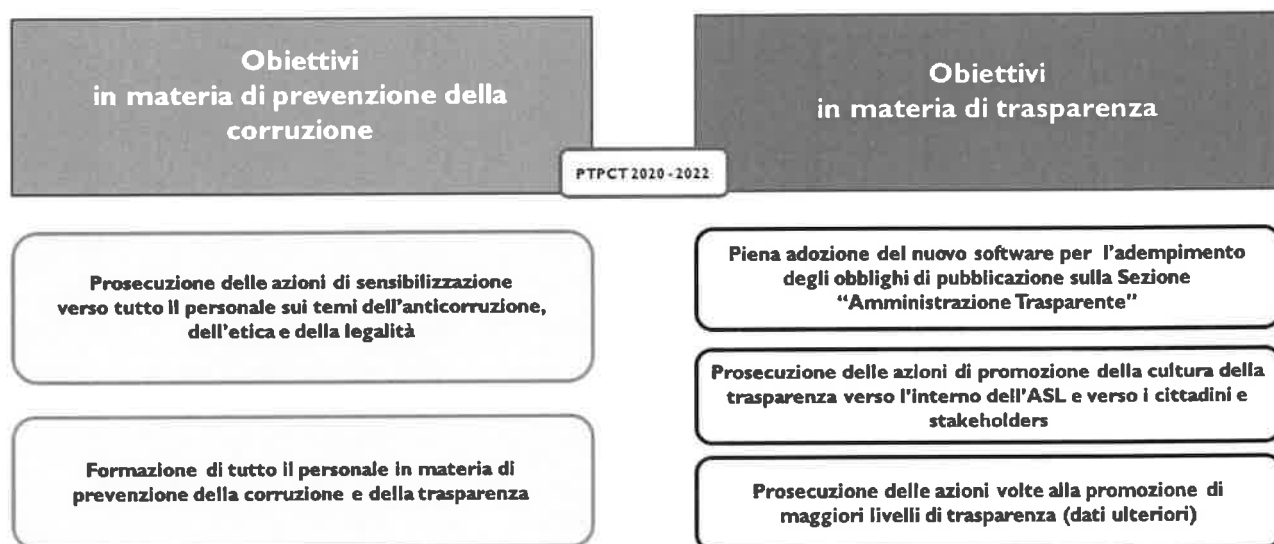 Obiettivi
in materia di prevenzione della
corruzione
Obiettivi
in materia di trasparenza
PTPCT 2020 - 2022
Prosecuzione delle azioni di sensibilizzazione
verso tutto il personale sui temi dell'anticorruzione,
dell'etica e della legalità
Formazione di tutto il personale in materia di
prevenzione della corruzione e della trasparenza
Piena adozione del nuovo software per l'adempimento
degli obblighi di pubblicazione sulla Sezione
"Amministrazione Trasparente"
Prosecuzione delle azioni di promozione della cultura della
trasparenza verso l'interno dell'ASL e verso i cittadini e
stakeholders
Prosecuzione delle azioni volte alla promozione di
maggiori livelli di trasparenza (dati ulteriori)